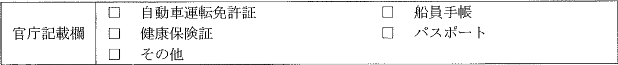 官庁記載欄
□ 自動車運転免許証 □ 船員手帳
□ 健康保険証 □ パスポート
□ その他